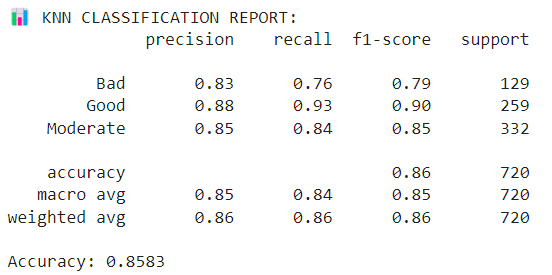 📊 KNN CLASSIFICATION REPORT:
              precision    recall  f1-score   support

         Bad       0.83      0.76      0.79       129
        Good       0.88      0.93      0.90       259
    Moderate       0.85      0.84      0.85       332

    accuracy                           0.86       720
   macro avg       0.85      0.84      0.85       720
weighted avg       0.86      0.86      0.86       720

Accuracy: 0.8583